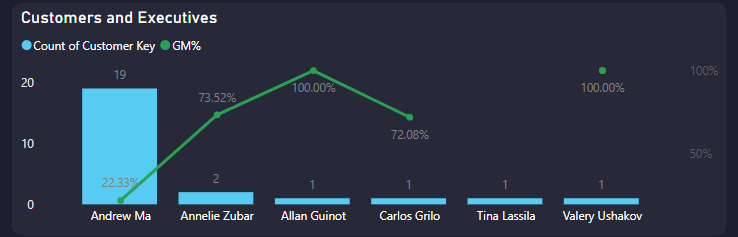 Customers and Executives
Count of Customer Key GM%
20
10
0
100%
50%
19
2
1
1
1
1
22.33%
73.52%
100.00%
72.08%
100.00%
Andrew Ma
Annelie Zubar
Allan Guinot
Carlos Grilo
Tina Lassila
Valery Ushakov